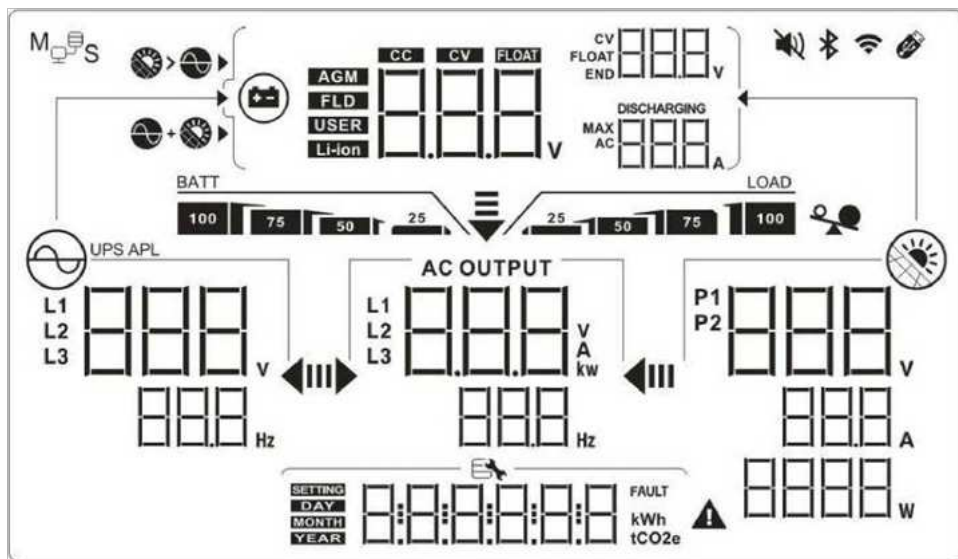 M S
CC CV FLOAT
AGM
FLD
USER
Li-ion
V
CV
FLOAT
END
V
DISCHARGING
MAX
AC
A
BATT
LOAD
100 75 50 25
25 50 75 100
UPS APL
AC OUTPUT
L1
L2
L3
V
Hz
L1
L2
L3
V
A
kw
Hz
P1
P2
V
A
W
SETTING
DAY
MONTH
YEAR
FAULT
kWh
tCO2e